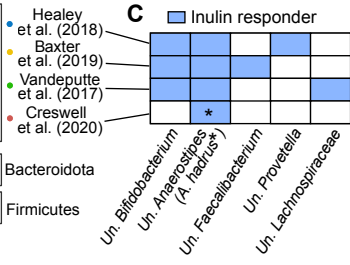 C
Inulin responder
Healey
et al. (2018)
Baxter
et al. (2019)
Vandeputte
et al. (2017)
Creswell
et al. (2020)
*
Bacteroidota
Firmicutes
Un. Bifidobacterium
Un. Anaerostipes
(A. hadrus*)
Un. Faecalibacterium
Un. Provetella
Un. Lachnospiraceae